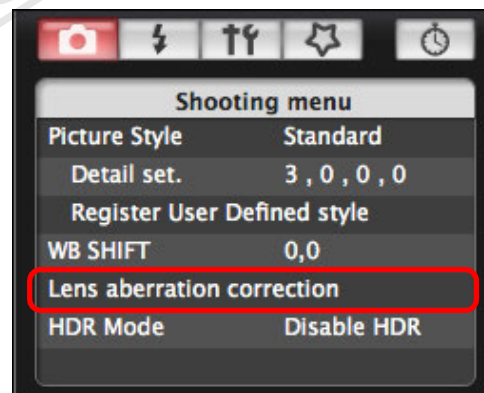 Shooting menu
Picture Style Standard
Detail set. 3 , 0 , 0 , 0
Register User Defined style
WB SHIFT 0,0
Lens aberration correction
HDR Mode Disable HDR